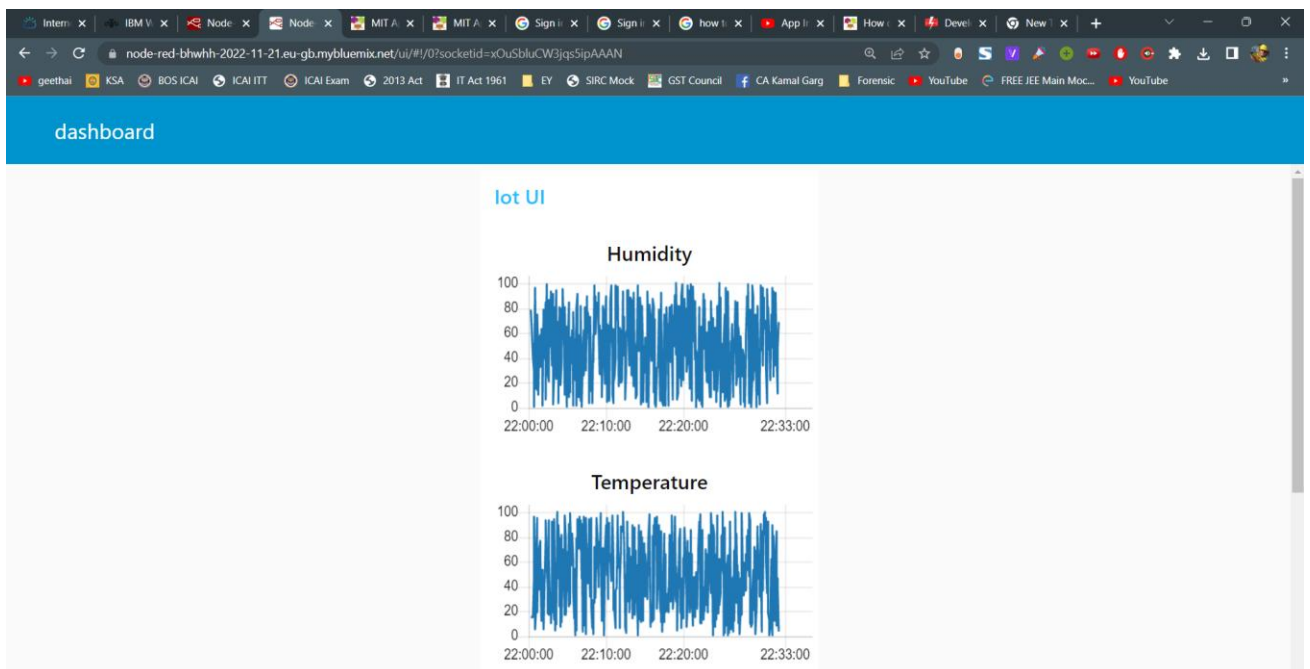 Intern IBM W Node Node MIT A MIT A Sign in Sign in how t App In How c Devel New T
node-red-bhwhh-2022-11-21.eu-gb.mybluemix.net/ui/#!/0?socketid=xOuSbluCW3jqs5ipAAAN
geethai KSA BOS ICAI ICAI ITT ICAI Exam 2013 Act IT Act 1961 EY SIRC Mock GST Council CA Kamal Garg Forensic YouTube FREE JEE Main Moc... YouTube »
dashboard
Iot UI
Humidity
100
80
60
40
20
0
22:00:00 22:10:00 22:20:00 22:33:00
Temperature
100
80
60
40
20
0
22:00:00 22:10:00 22:20:00 22:33:00